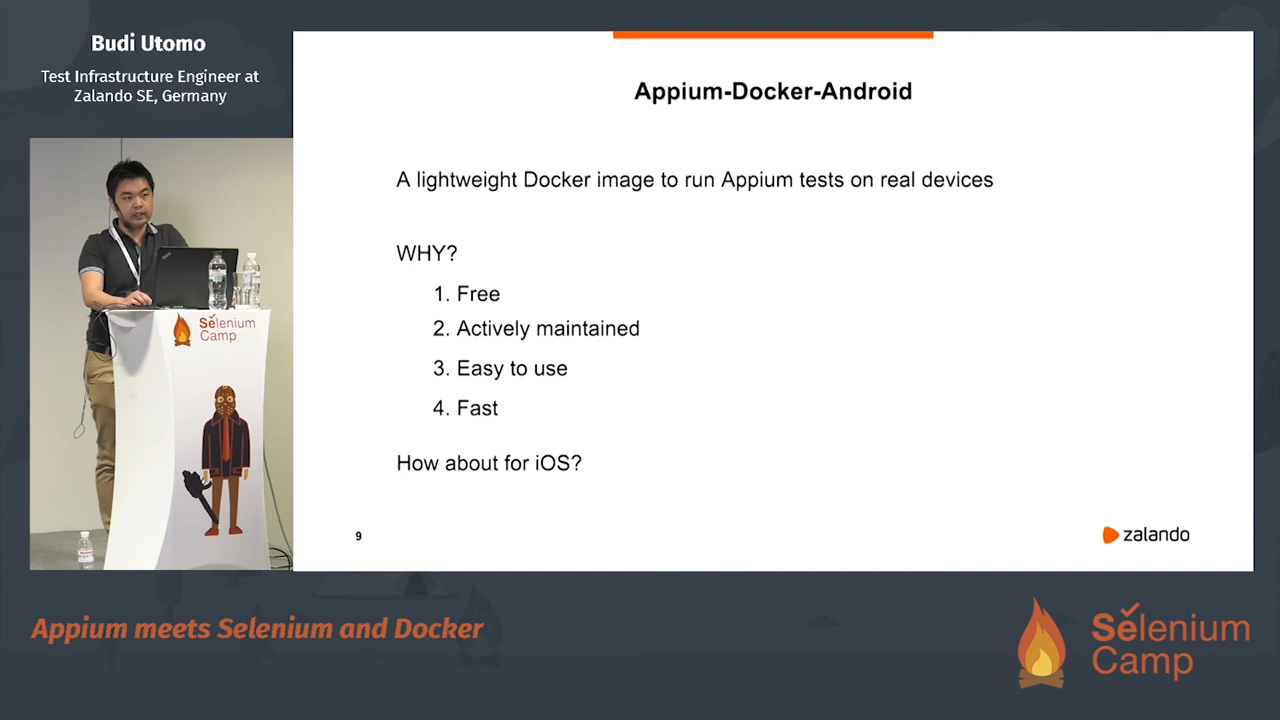 Budi Utomo
Test Infrastructure Engineer at
Zalando SE, Germany
Appium-Docker-Android
A lightweight Docker image to run Appium tests on real devices
WHY?
1. Free
2. Actively maintained
3. Easy to use
4. Fast
How about for iOS?
9
zalando
Selenium
Camp
Appium meets Selenium and Docker
Selenium
Camp